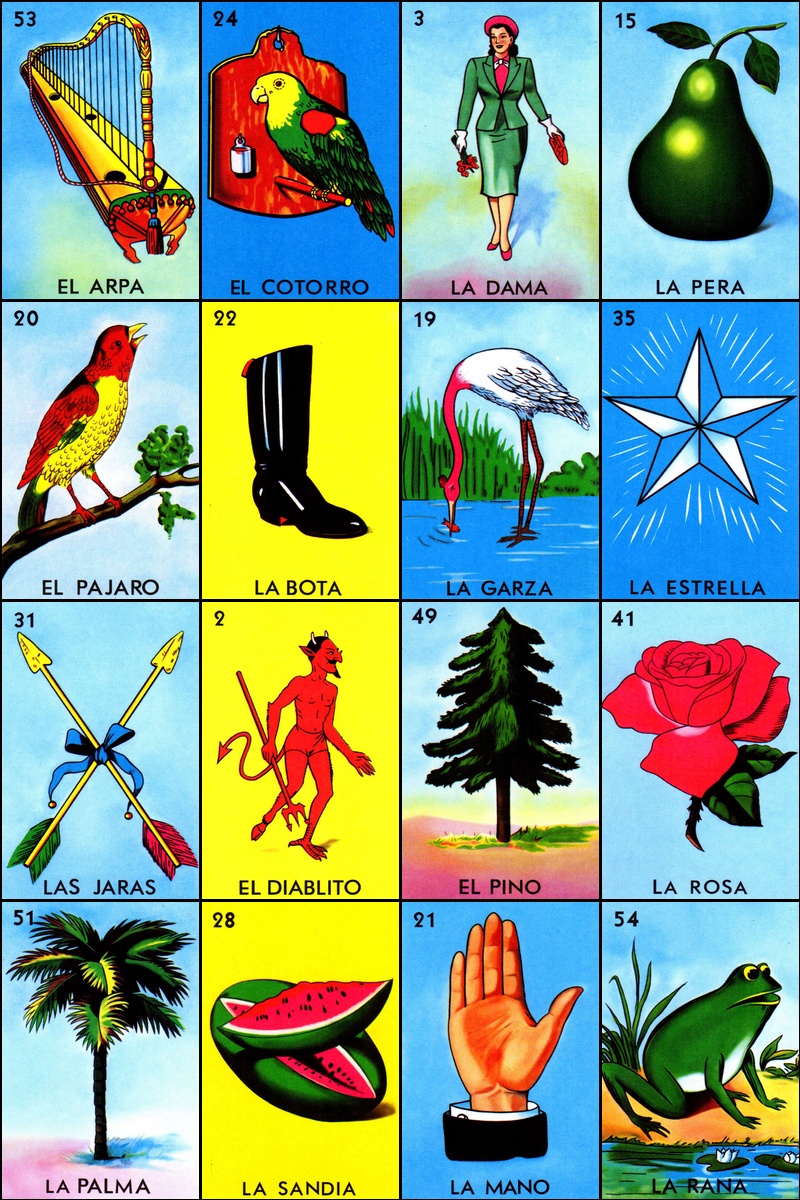 53
EL ARPA
24
EL COTORRO
3
LA DAMA
15
LA PERA
20
EL PAJARO
22
LA BOTA
19
LA GARZA
35
LA ESTRELLA
31
LAS JARAS
2
EL DIABLITO
49
EL PINO
41
LA ROSA
51
LA PALMA
28
LA SANDIA
21
LA MANO
54
LA RANA